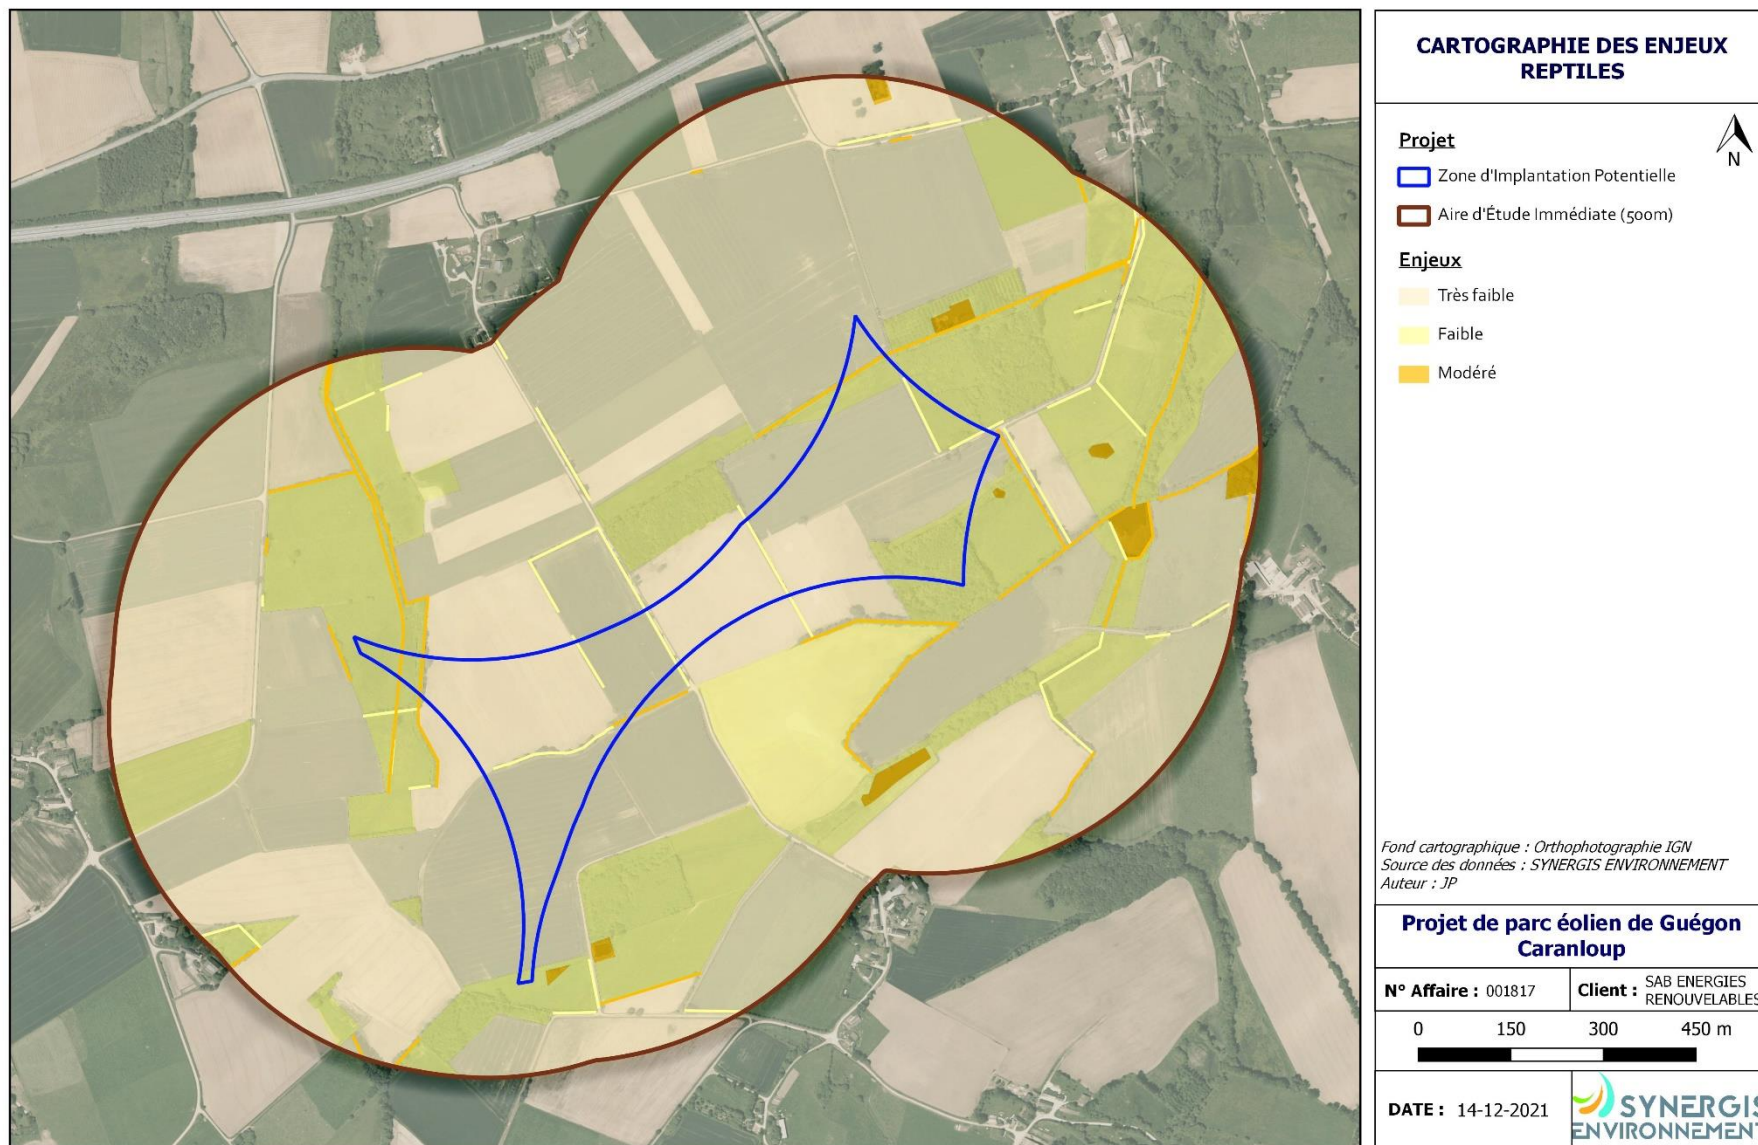 CARTOGRAPHIE DES ENJEUX
REPTILES
Projet
N
Zone d'Implantation Potentielle
Aire d'Étude Immédiate (500m)
Enjeux
Très faible
Faible
Modéré
Fond cartographique : Orthophotographie IGN
Source des données : SYNERGIS ENVIRONNEMENT
Auteur : JP
Projet de parc éolien de Guégon
Caranloup
N° Affaire : 001817
Client : SAB ENERGIES
RENOUVELABLES
0 150 300 450 m
DATE : 14-12-2021
SYNERGIS
ENVIRONNEMENT